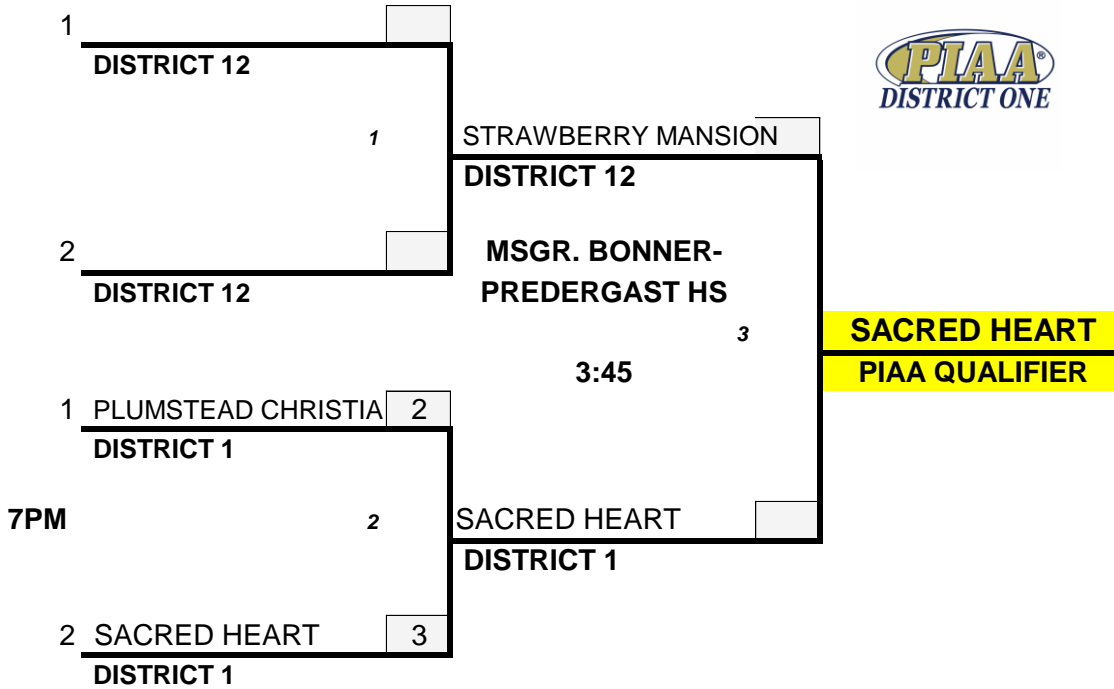 1
DISTRICT 12
PIAA®
DISTRICT ONE
1
STRAWBERRY MANSION
DISTRICT 12
2
DISTRICT 12
MSGR. BONNER-
PREDERGAST HS
3
3:45
SACRED HEART
PIAA QUALIFIER
1 PLUMSTEAD CHRISTIA 2
DISTRICT 1
7PM
2
SACRED HEART
DISTRICT 1
2 SACRED HEART 3
DISTRICT 1